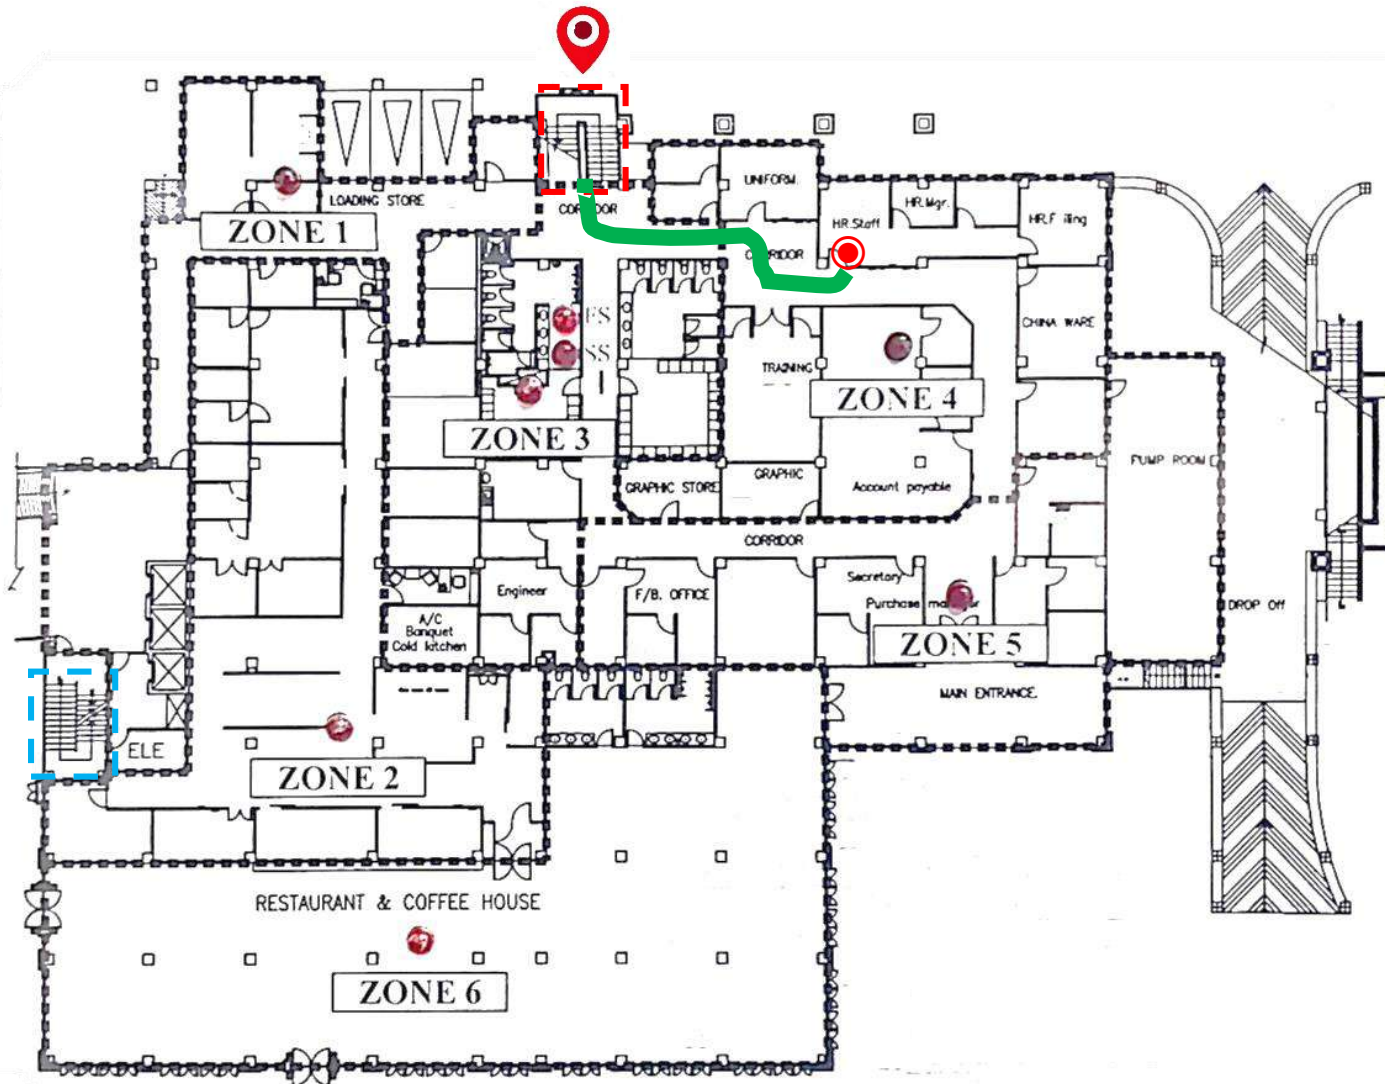 UNIFORM.
HR.Mgr.
LOADING STORE
CORRIDOR
HR.Staff
HR.F iling
ZONE 1
CORRIDOR
FS
CHINA WARE
SS
TRAINING
ZONE 4
ZONE 3
PUMP ROOM
GRAPHIC
GRAPHIC STORE
Account payable
CORRIDOR
Secretary
Engineer
F/B. OFFICE
Purchase
DROP Off
A/C
Banquet
Cold kitchen
ZONE 5
MAIN ENTRANCE.
ELE
ZONE 2
RESTAURANT & COFFEE HOUSE
ZONE 6